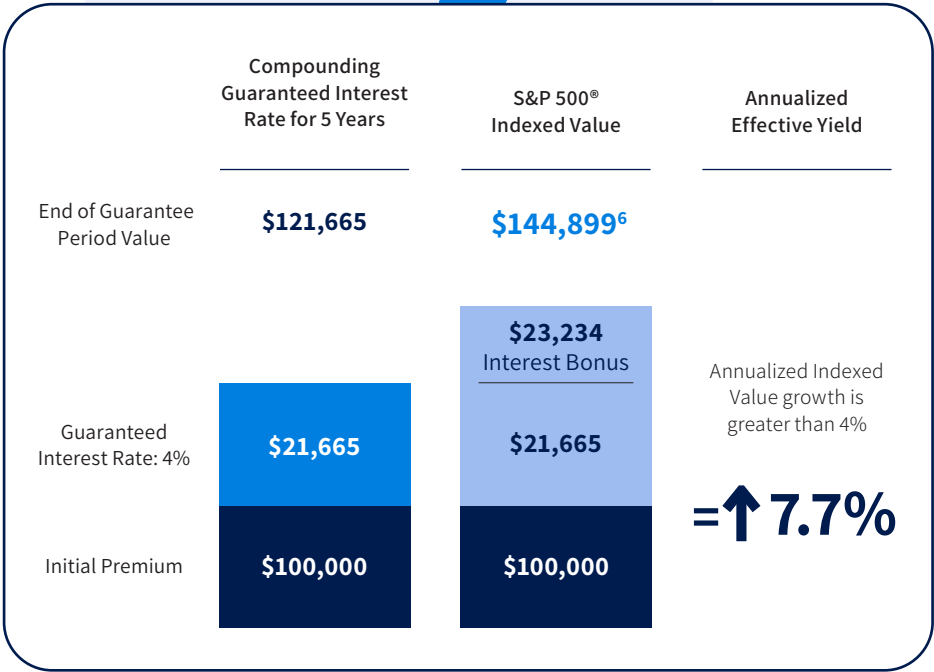 Compounding
Guaranteed Interest
Rate for 5 Years
S&P 500®
Indexed Value
Annualized
Effective Yield
End of Guarantee
Period Value
$121,665
$144,899⁶
$23,234
Interest Bonus
Guaranteed
Interest Rate: 4%
$21,665
$21,665
Annualized Indexed
Value growth is
greater than 4%
=↑ 7.7%
Initial Premium
$100,000
$100,000